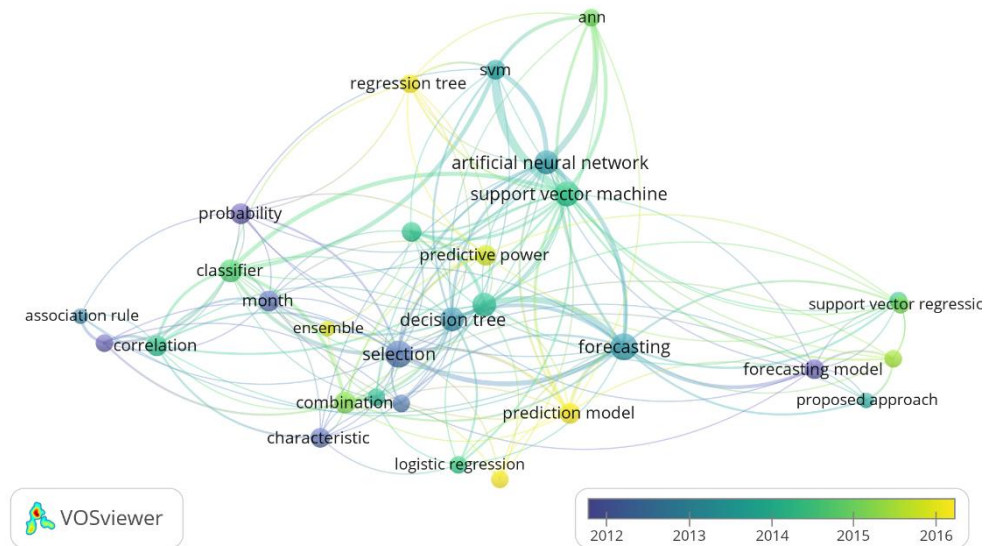 ann
svm
regression tree
artificial neural network
support vector machine
probability
predictive power
classifier
month
support vector regressio
association rule
decision tree
ensemble
correlation
selection
forecasting
forecasting model
proposed approach
combination
prediction model
characteristic
logistic regression
VOSviewer
2012 2013 2014 2015 2016